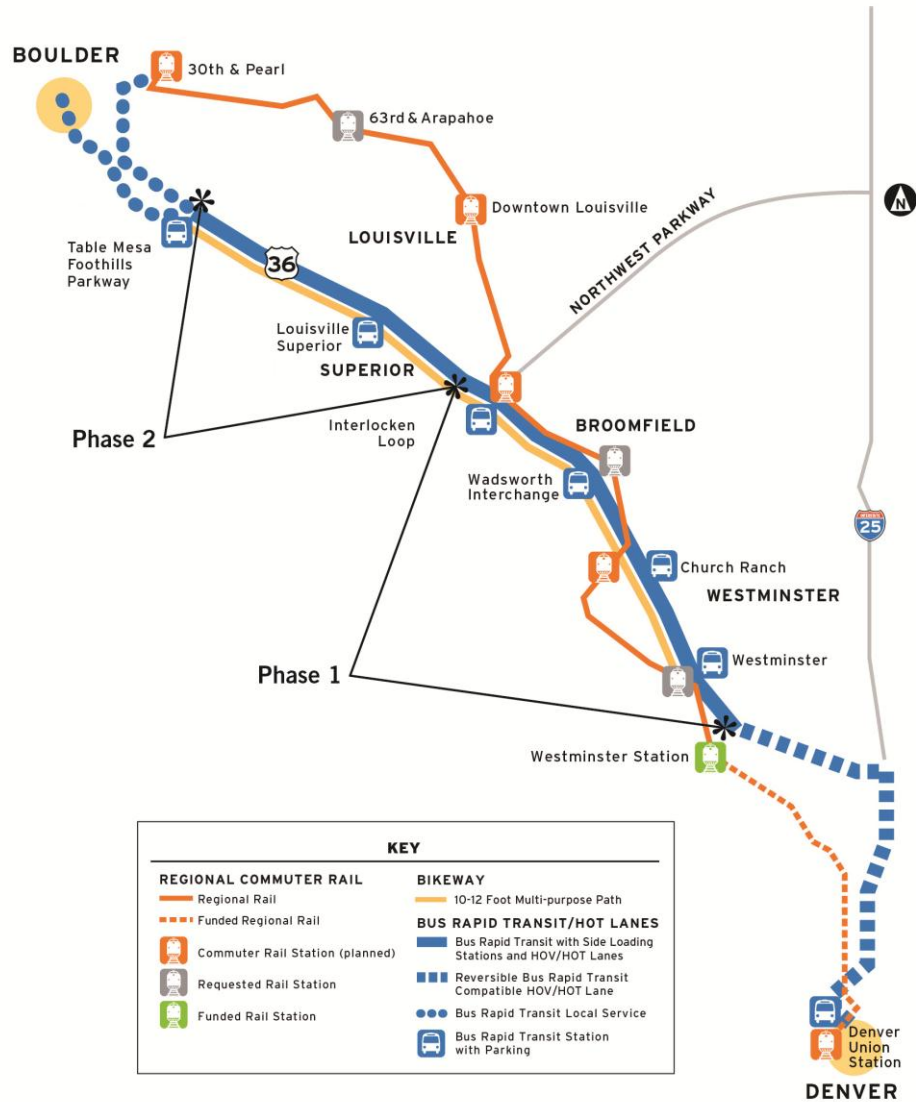 BOULDER
30th & Pearl
63rd & Arapahoe
Downtown Louisville
LOUISVILLE
NORTHWEST PARKWAY
N
Table Mesa
Foothills
Parkway
36
Louisville
Superior
SUPERIOR
Phase 2
Interlocken
Loop
BROOMFIELD
Wadsworth
Interchange
INTERSTATE
25
Church Ranch
WESTMINSTER
Phase 1
Westminster
Westminster Station
KEY
REGIONAL COMMUTER RAIL
Regional Rail
Funded Regional Rail
Commuter Rail Station (planned)
Requested Rail Station
Funded Rail Station
BIKEWAY
10-12 Foot Multi-purpose Path
BUS RAPID TRANSIT/HOT LANES
Bus Rapid Transit with Side Loading
Stations and HOV/HOT Lanes
Reversible Bus Rapid Transit
Compatible HOV/HOT Lane
Bus Rapid Transit Local Service
Bus Rapid Transit Station
with Parking
Denver
Union
Station
DENVER